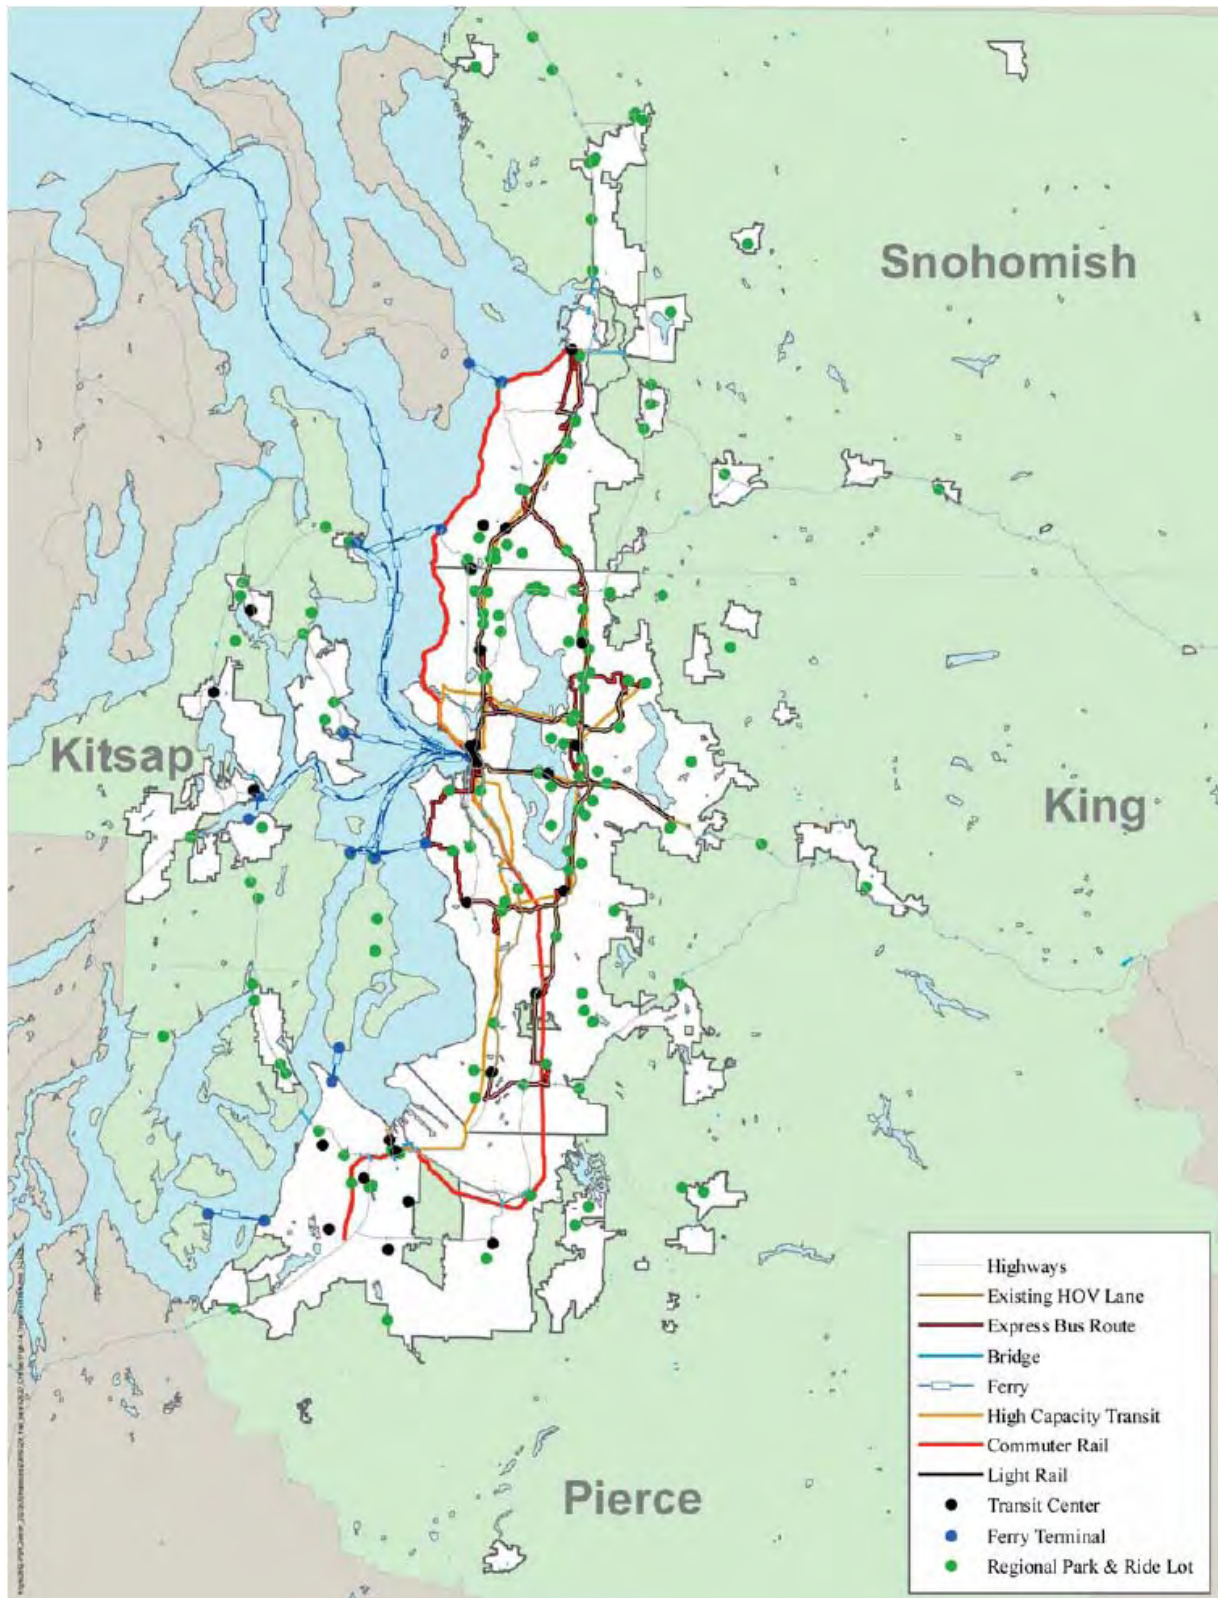 Snohomish
Kitsap
King
Highways
Existing HOV Lane
Express Bus Route
Bridge
Ferry
High Capacity Transit
Commuter Rail
Light Rail
Transit Center
Ferry Terminal
Regional Park & Ride Lot
Pierce